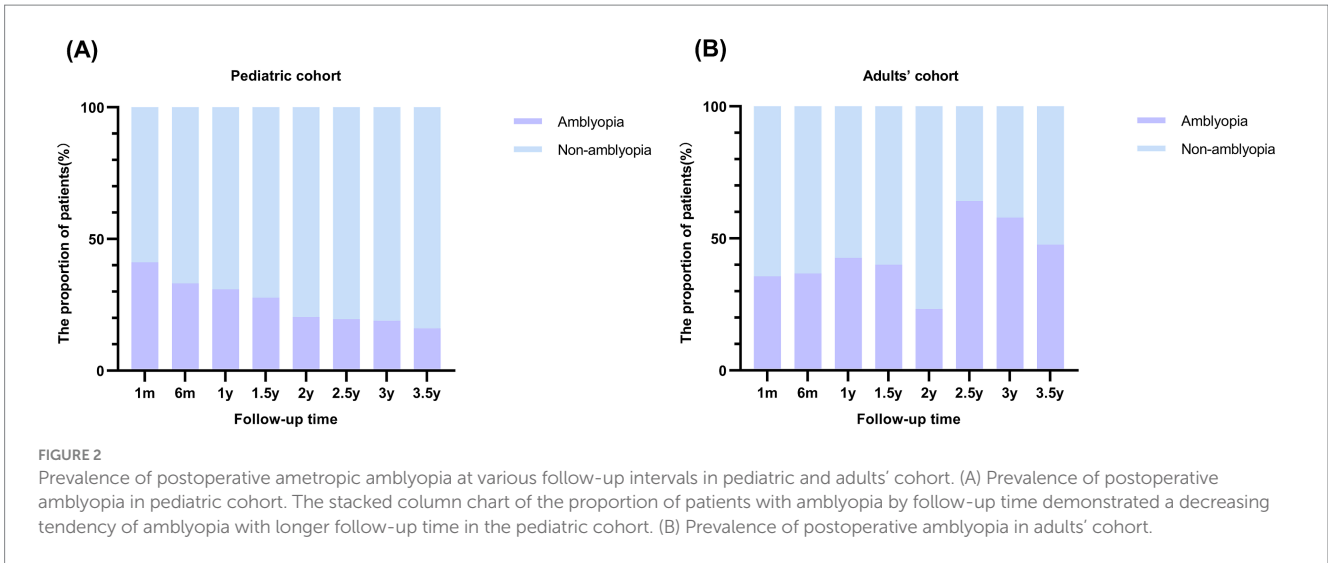 (A)
Pediatric cohort
100
50
0
The proportion of patients(%)
1m 6m 1y 1.5y 2y 2.5y 3y 3.5y
Follow-up time
Amblyopia
Non-amblyopia
(B)
Adults’ cohort
100
50
0
The proportion of patients(%)
1m 6m 1y 1.5y 2y 2.5y 3y 3.5y
Follow-up time
Amblyopia
Non-amblyopia
FIGURE 2
Prevalence of postoperative ametropic amblyopia at various follow-up intervals in pediatric and adults’ cohort. (A) Prevalence of postoperative
amblyopia in pediatric cohort. The stacked column chart of the proportion of patients with amblyopia by follow-up time demonstrated a decreasing
tendency of amblyopia with longer follow-up time in the pediatric cohort. (B) Prevalence of postoperative amblyopia in adults’ cohort.